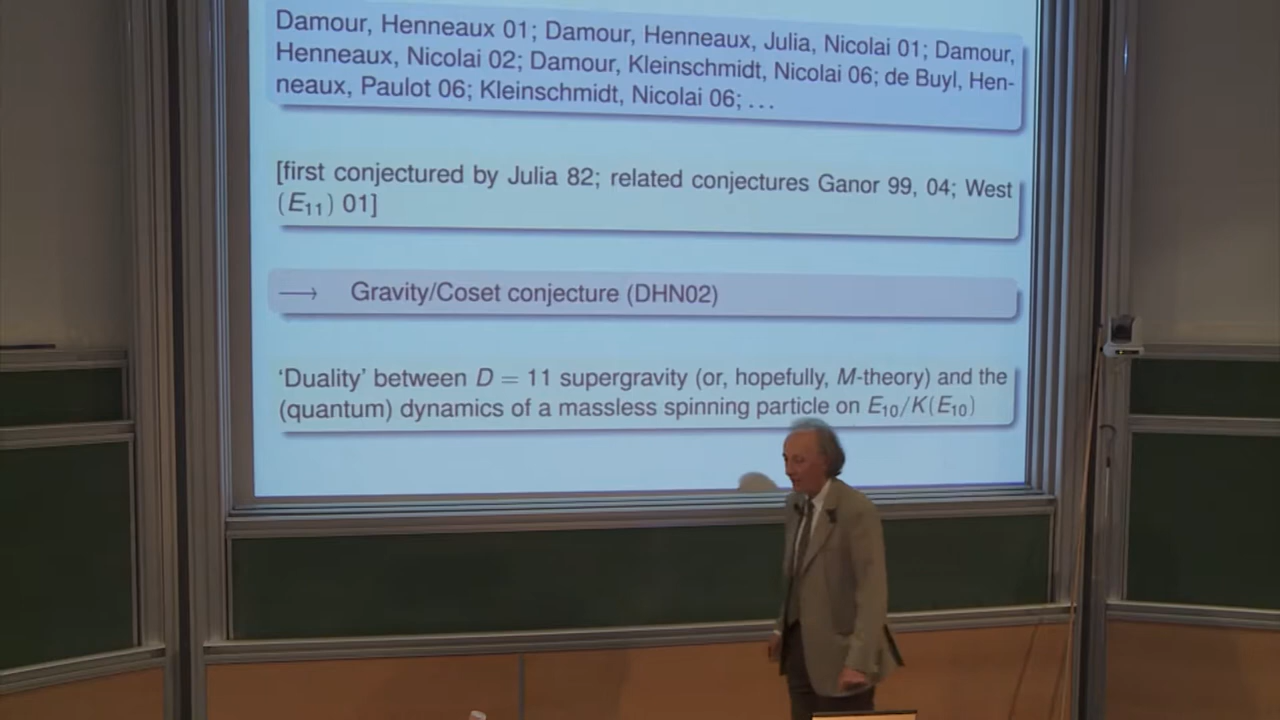 Damour, Henneaux 01; Damour, Henneaux, Julia, Nicolai 01; Damour,
Henneaux, Nicolai 02; Damour, Kleinschmidt, Nicolai 06; de Buyl, Hen-
neaux, Paulot 06; Kleinschmidt, Nicolai 06; …
[first conjectured by Julia 82; related conjectures Ganor 99, 04; West
(E₁₁) 01]
⟶ Gravity/Coset conjecture (DHN02)
‘Duality’ between D = 11 supergravity (or, hopefully, M-theory) and the
(quantum) dynamics of a massless spinning particle on E₁₀/K(E₁₀)